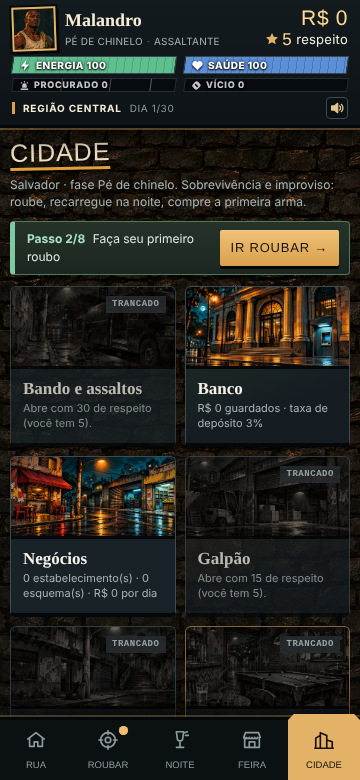 Malandro
R$ 0
PÉ DE CHINELO · ASSALTANTE
5 respeito
ENERGIA 100
SAÚDE 100
PROCURADO 0
VÍCIO 0
REGIÃO CENTRAL DIA 1/30
CIDADE
Salvador · fase Pé de chinelo. Sobrevivência e improviso:
roube, recarregue na noite, compre a primeira arma.
Passo 2/8 Faça seu primeiro
roubo
IR ROUBAR →
TRANCADO
Bando e assaltos
Abre com 30 de respeito
(você tem 5).
Banco
R$ 0 guardados · taxa de
depósito 3%
Negócios
0 estabelecimento(s) · 0
esquema(s) · R$ 0 por dia
TRANCADO
Galpão
Abre com 15 de respeito
(você tem 5).
TRANCADO
TRANCADO
RUA
ROUBAR
NOITE
FEIRA
CIDADE